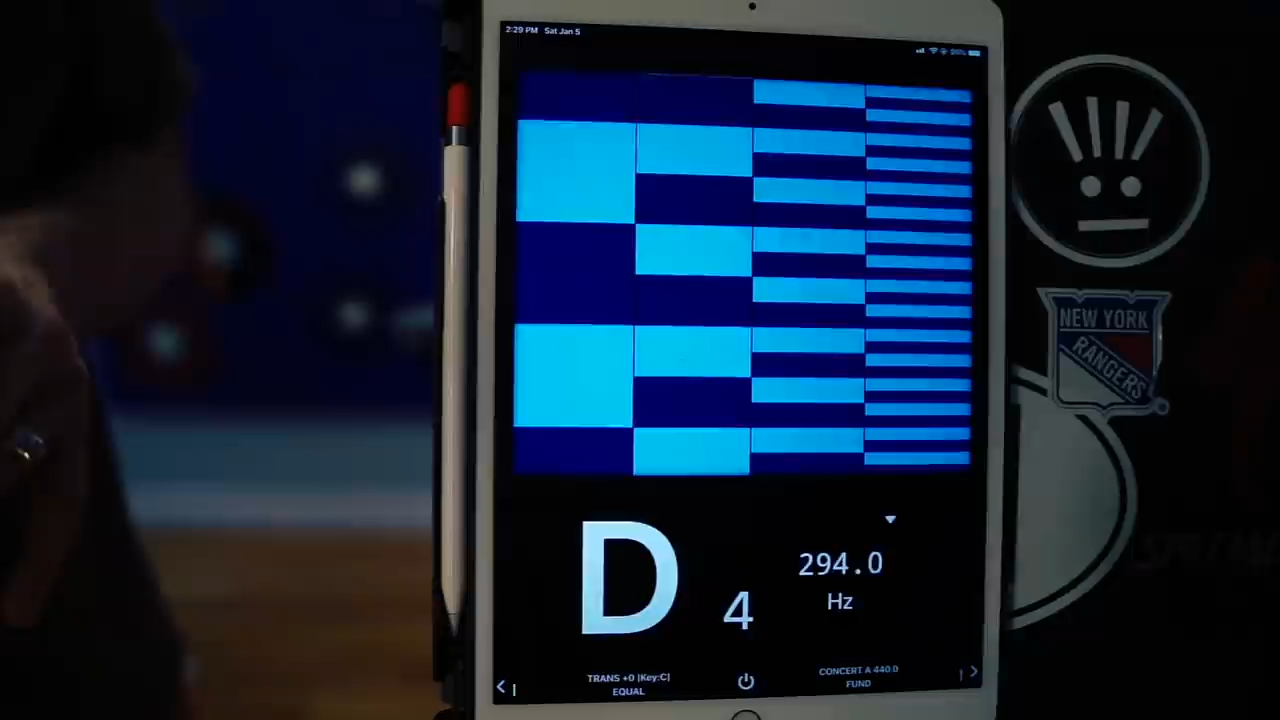 2:29 PM Sat Jan 5
NEW YORK
RANGERS
D
4
294.0
Hz
TRANS +0 |Key:C|
EQUAL
CONCERT A 440.0
FUND